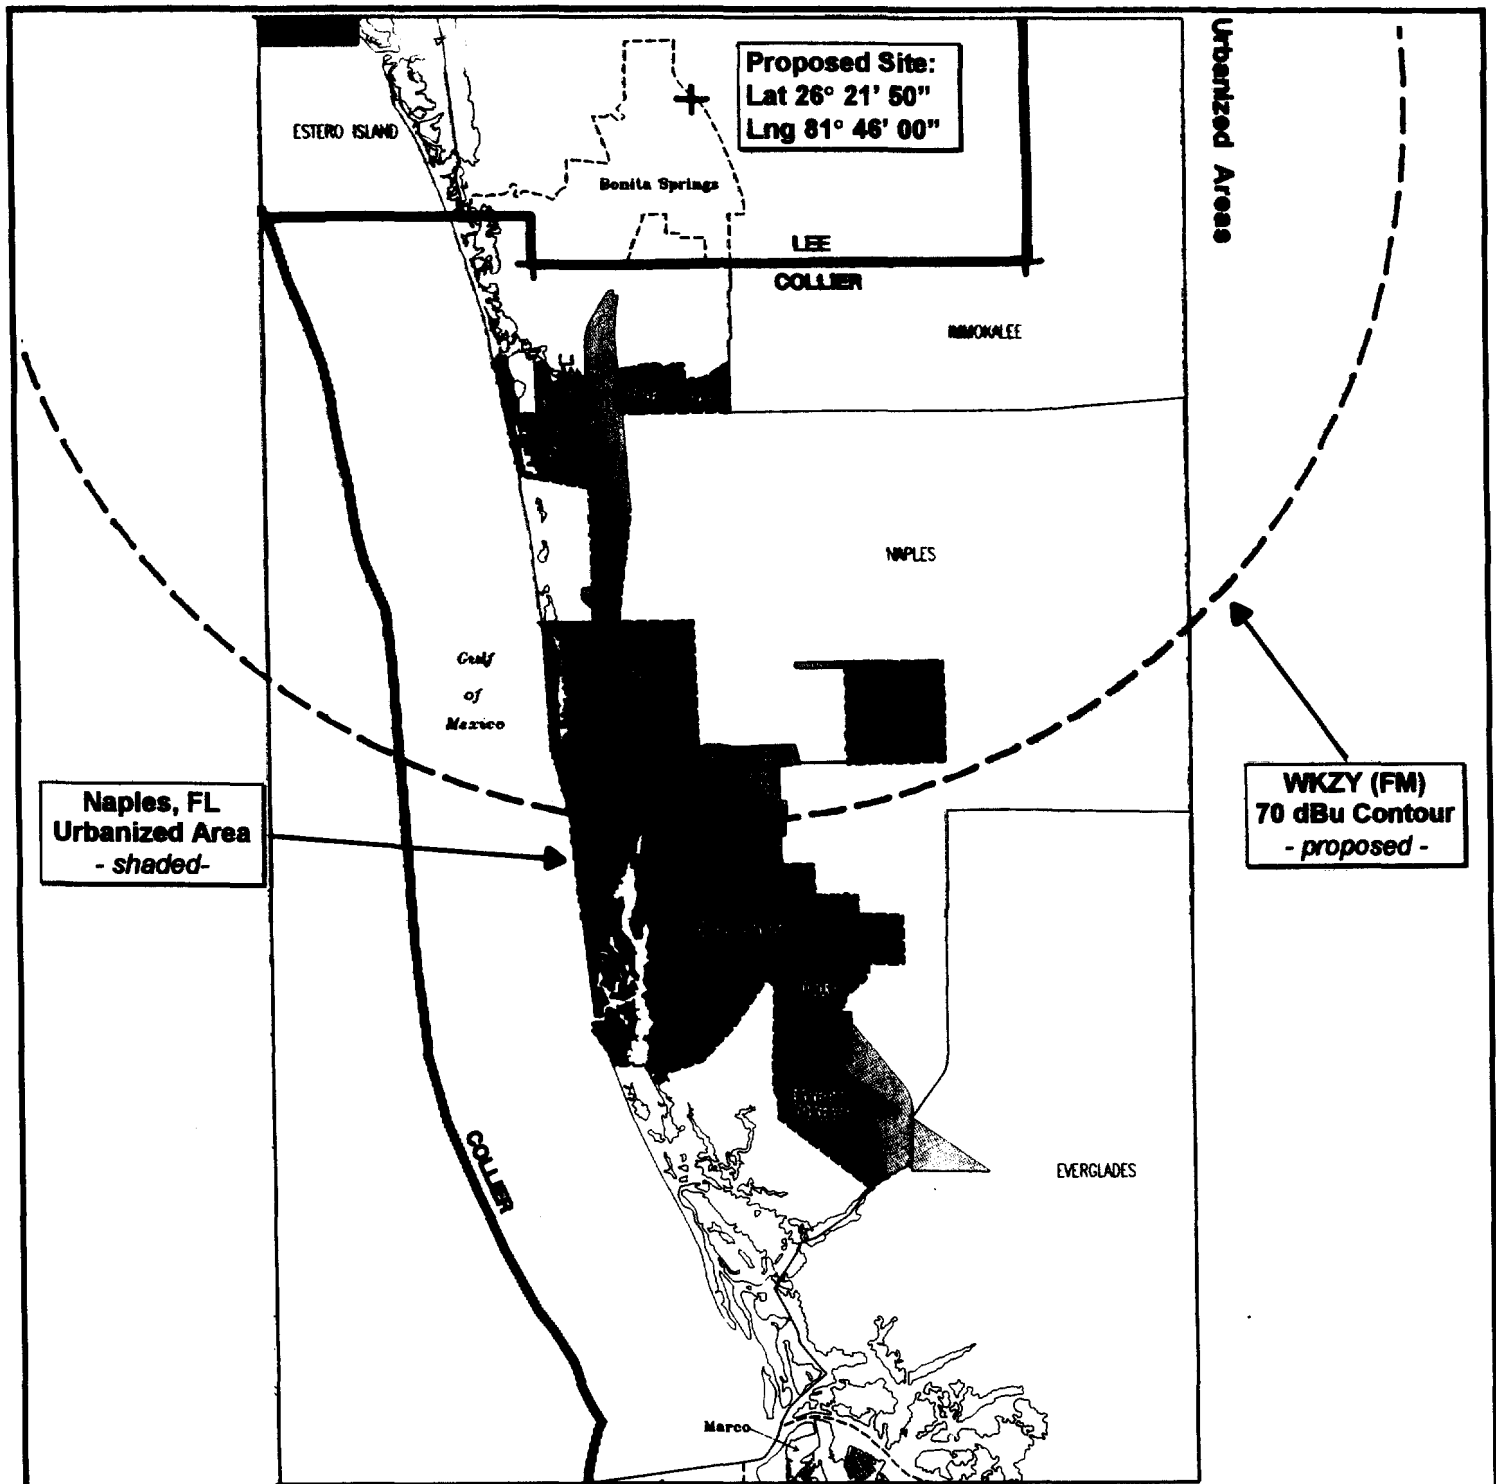 Urbanized Areas
Proposed Site:
Lat 26° 21' 50"
Lng 81° 46' 00"
ESTERO ISLAND
Bonita Springs
LEE
COLLIER
IMMOKALEE
NAPLES
Gulf
of
Mexico
Naples, FL
Urbanized Area
- shaded-
WKZY (FM)
70 dBu Contour
- proposed -
COLLIER
EVERGLADES
Marco